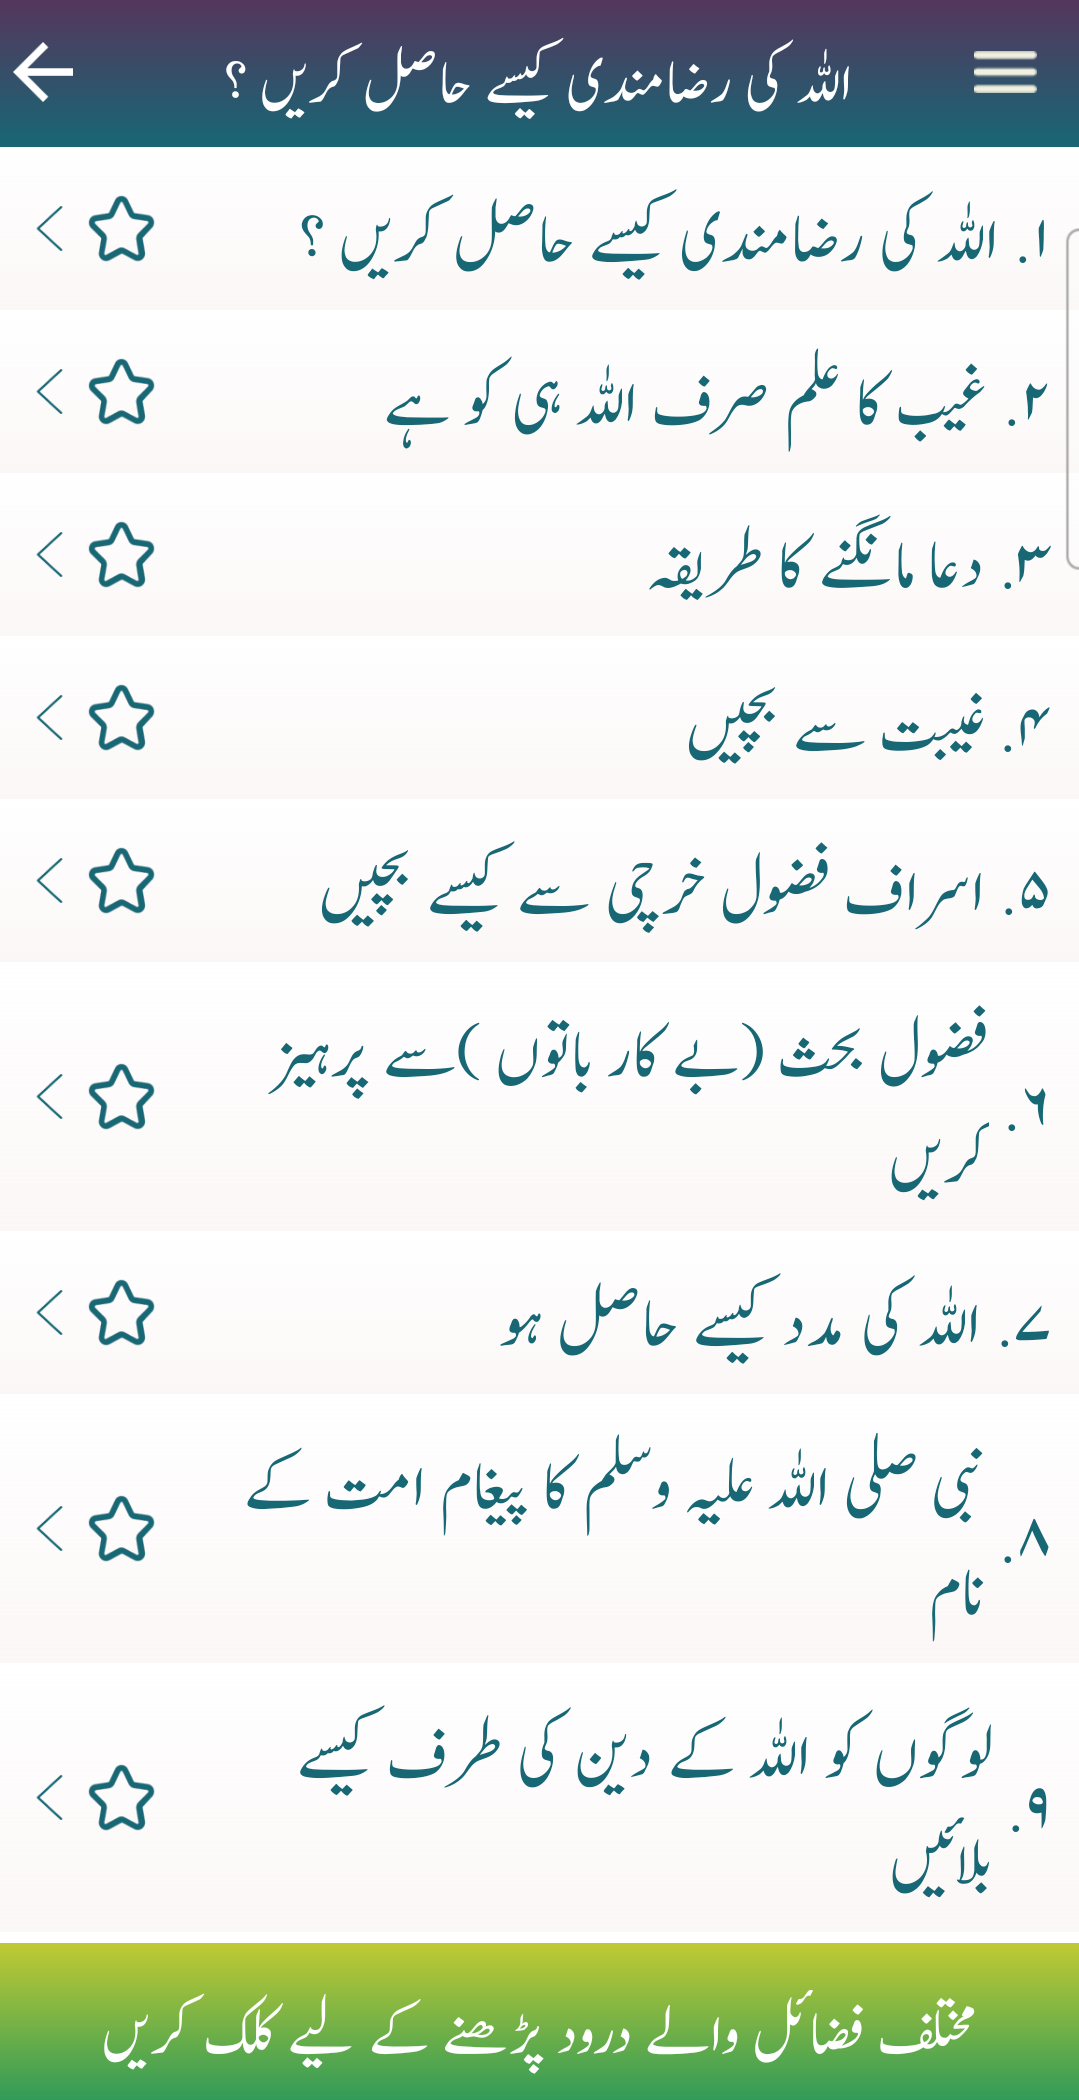 اللہ کی رضامندی کیسے حاصل کریں ؟
۱. اللہ کی رضامندی کیسے حاصل کریں ؟
۲. غیب کا علم صرف اللہ ہی کو ہے
۳. دعا مانگنے کا طریقہ
۴. غیبت سے بچیں
۵. اسراف فضول خرچی سے کیسے بچیں
۶. فضول بحث (بے کار باتوں )سے پرہیز
کریں
۷. اللہ کی مدد کیسے حاصل ہو
۸. نبی صلی اللہ علیہ وسلم کا پیغام امت کے
نام
۹. لوگوں کو اللہ کے دین کی طرف کیسے
بلائیں
مختلف فضائل والے درود پڑھنے کے لیے کلک کریں